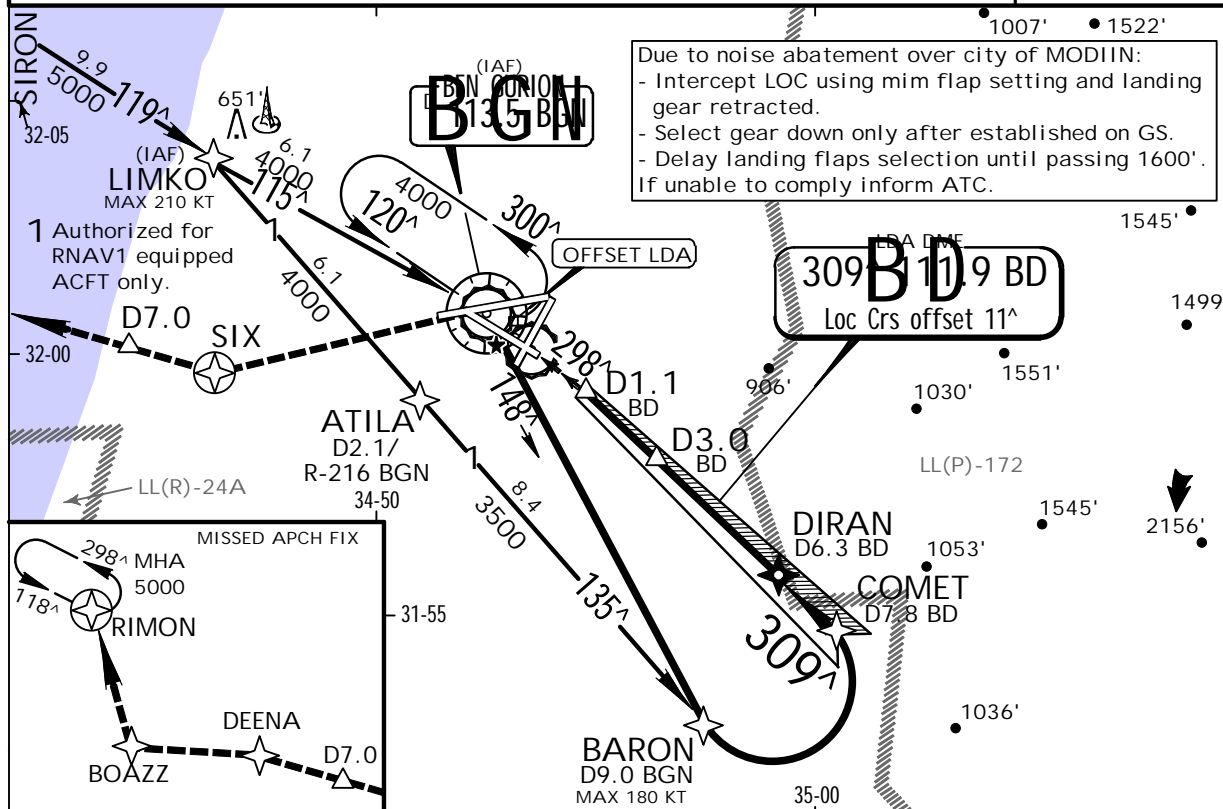 1007'
1522'
SIRON
9.9
5000
119^
32-05
651'
(IAF)
LIMKO
MAX 210 KT
1 Authorized for
RNAV1 equipped
ACFT only.
6.1
4000
115^
(IAF)
BEN GURION
D 113.5 BGN
BGN
Due to noise abatement over city of MODIIN:
- Intercept LOC using mim flap setting and landing
gear retracted.
- Select gear down only after established on GS.
- Delay landing flaps selection until passing 1600'.
If unable to comply inform ATC.
4000
120^
300^
OFFSET LDA
1
6.1
4000
1545'
LDA DME
309^ 111.9 BD
BD
Loc Crs offset 11^
1499'
D7.0
SIX
32-00
298^
148^
D1.1
BD
906'
1551'
1030'
ATILA
D2.1/
R-216 BGN
D3.0
BD
1
LL(P)-172
LL(R)-24A
34-50
8.4
3500
135^
1545'
2156'
DIRAN
D6.3 BD
1053'
COMET
D7.8 BD
309^
MISSED APCH FIX
298^ MHA
5000
118^
RIMON
31-55
DEENA
D7.0
BOAZZ
1036'
BARON
D9.0 BGN
MAX 180 KT
35-00